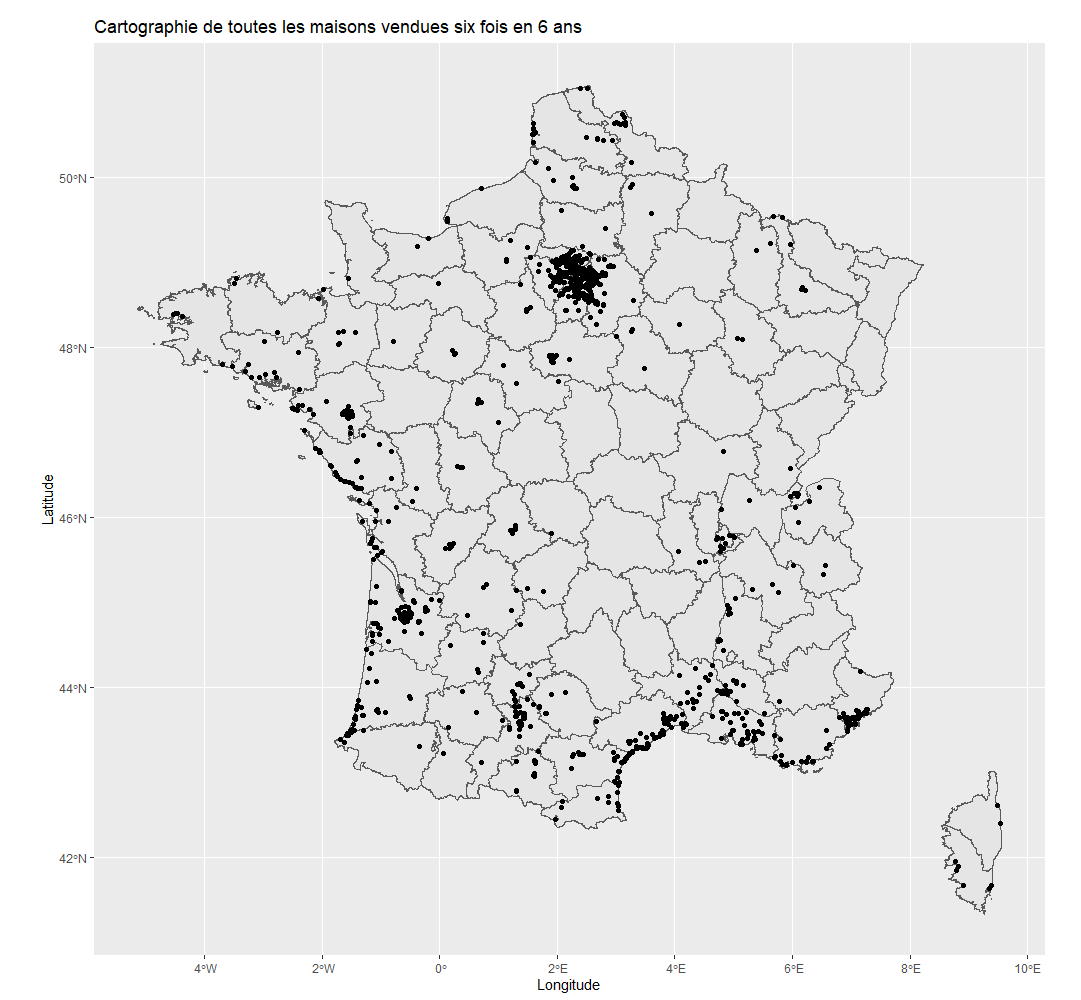 Cartographie de toutes les maisons vendues six fois en 6 ans
50°N
48°N
46°N
44°N
42°N
Latitude
4°W
2°W
0°
2°E
4°E
6°E
8°E
10°E
Longitude